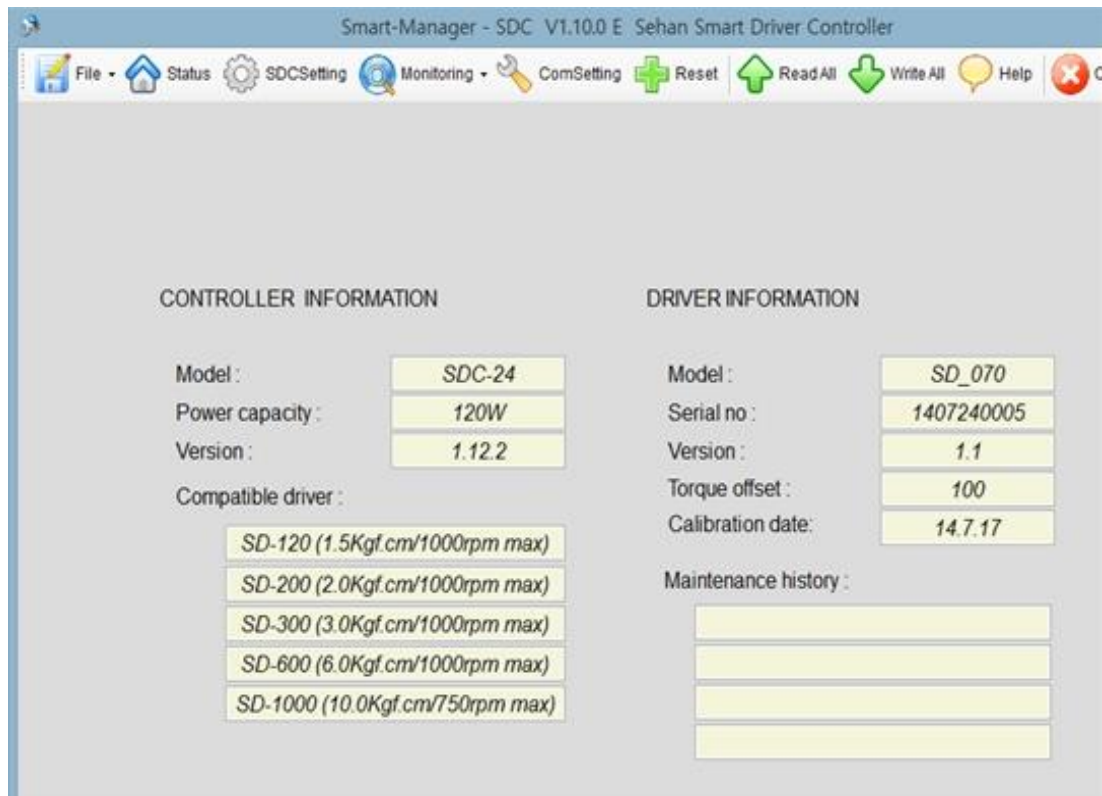 Smart-Manager - SDC V1.10.0 E Sehan Smart Driver Controller
File Status SDCSetting Monitoring ComSetting Reset Read All Write All Help
CONTROLLER INFORMATION
Model : SDC-24
Power capacity : 120W
Version : 1.12.2
Compatible driver :
SD-120 (1.5Kgf.cm/1000rpm max)
SD-200 (2.0Kgf.cm/1000rpm max)
SD-300 (3.0Kgf.cm/1000rpm max)
SD-600 (6.0Kgf.cm/1000rpm max)
SD-1000 (10.0Kgf.cm/750rpm max)
DRIVER INFORMATION
Model : SD_070
Serial no : 1407240005
Version : 1.1
Torque offset : 100
Calibration date: 14.7.17
Maintenance history :